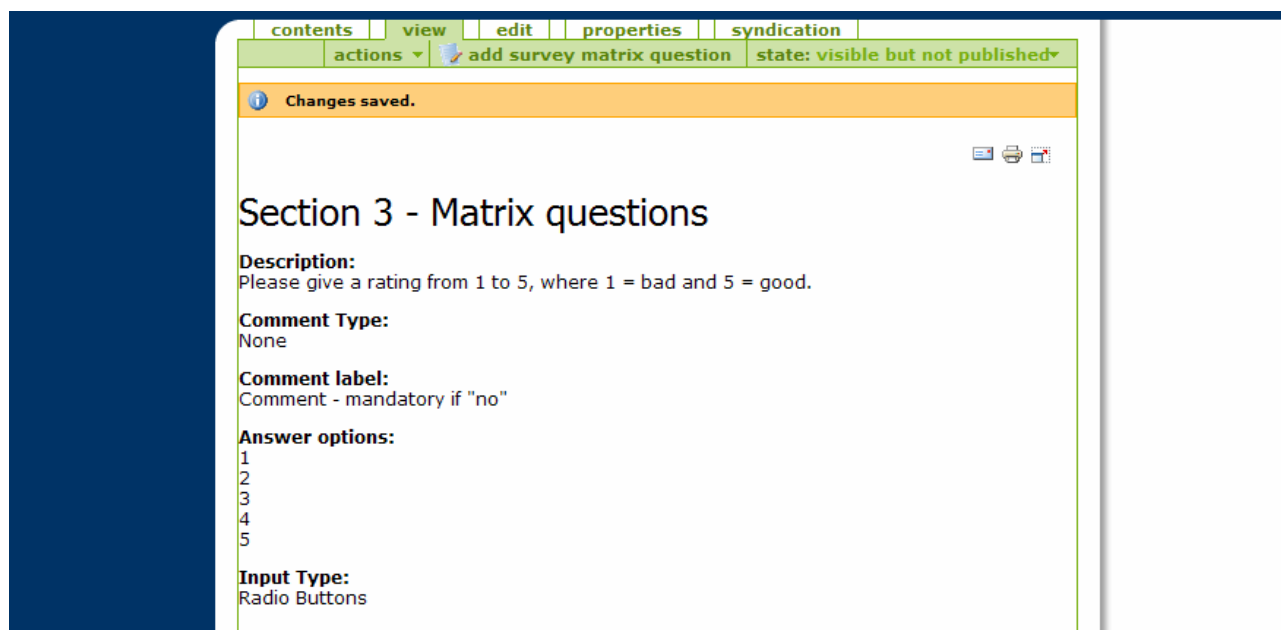 contents view edit properties syndication
actions add survey matrix question state: visible but not published
Changes saved.
Section 3 - Matrix questions
Description:
Please give a rating from 1 to 5, where 1 = bad and 5 = good.
Comment Type:
None
Comment label:
Comment - mandatory if "no"
Answer options:
1
2
3
4
5
Input Type:
Radio Buttons